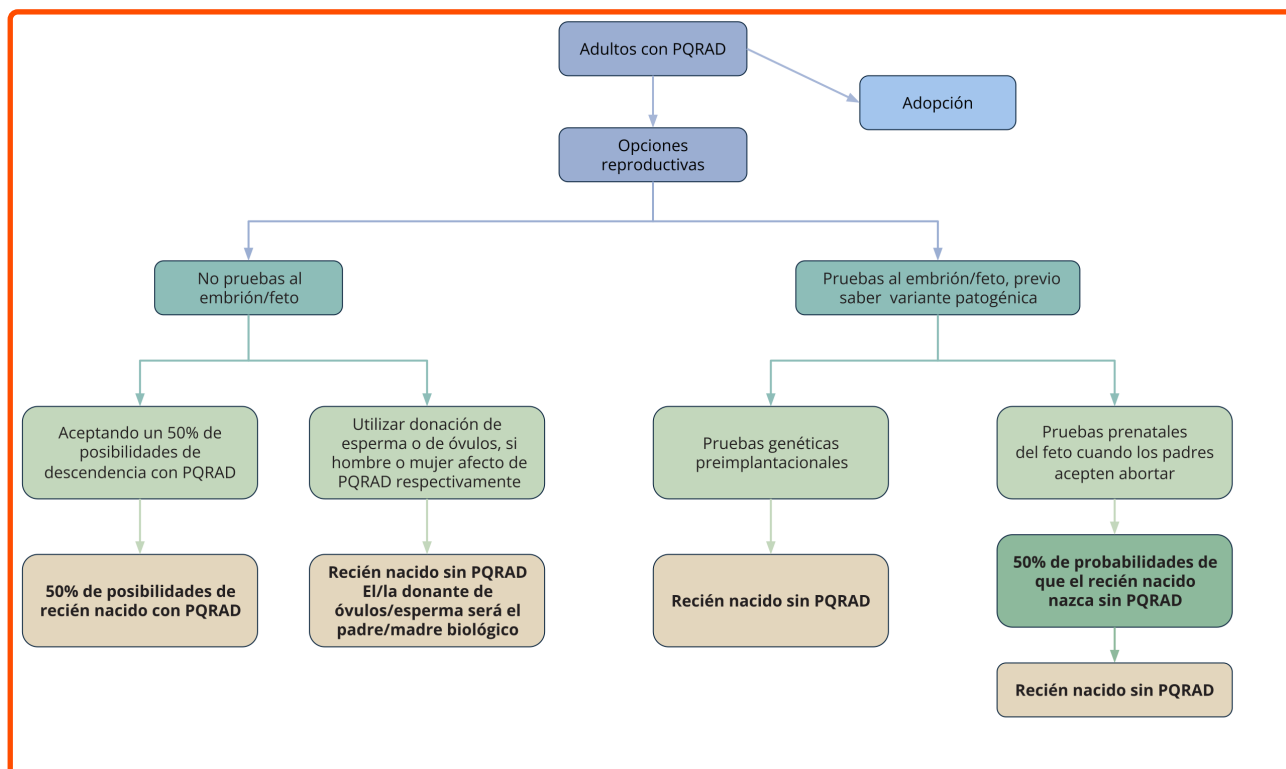 Adultos con PQRAD
Adopción
Opciones
reproductivas
No pruebas al
embrión/feto
Pruebas al embrión/feto, previo
saber variante patogénica
Aceptando un 50% de
posibilidades de
descendencia con PQRAD
Utilizar donación de
esperma o de óvulos, si
hombre o mujer afecto de
PQRAD respectivamente
Pruebas genéticas
preimplantacionales
Pruebas prenatales
del feto cuando los padres
acepten abortar
50% de posibilidades de
recién nacido con PQRAD
Recién nacido sin PQRAD
El/la donante de
óvulos/esperma será el
padre/madre biológico
Recién nacido sin PQRAD
50% de probabilidades de
que el recién nacido
nazca sin PQRAD
Recién nacido sin PQRAD